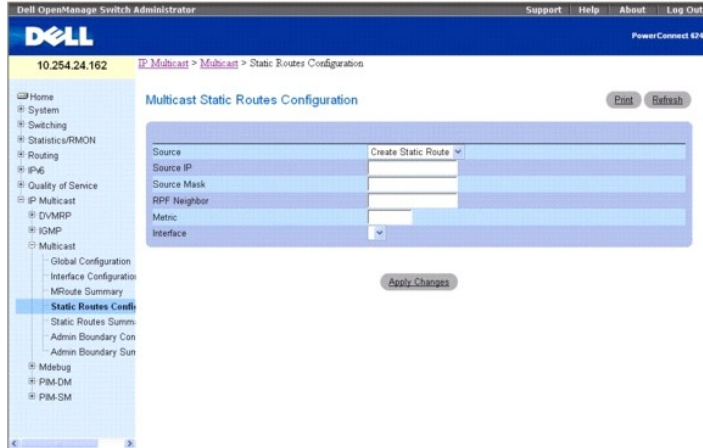 Dell OpenManage Switch Administrator
Support Help About Log Out
DELL
PowerConnect 624
10.254.24.162
IP Multicast > Multicast > Static Routes Configuration
Home
System
Switching
Statistics/RMON
Routing
IPv6
Quality of Service
IP Multicast
DVMRP
IGMP
Multicast
Global Configuration
Interface Configuration
MRoute Summary
Static Routes Confi
Static Routes Summ
Admin Boundary Con
Admin Boundary Sum
Mdebug
PIM-DM
PIM-SM
Multicast Static Routes Configuration
Print Refresh
Source Create Static Route
Source IP
Source Mask
RPF Neighbor
Metric
Interface
Apply Changes